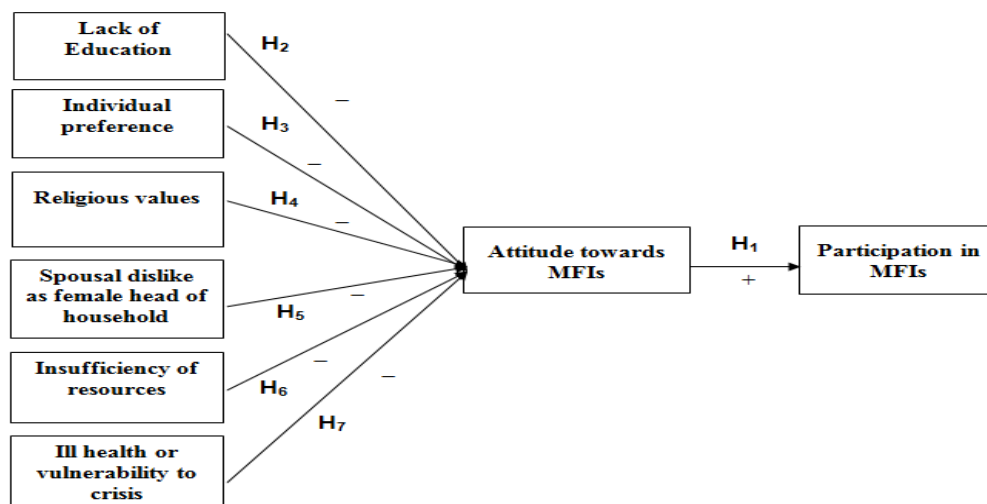 Lack of
Education
H2
−
Individual
preference
H3
−
Religious values
H4
−
Spousal dislike
as female head of
household
H5
−
Insufficiency of
resources
H6
−
Ill health or
vulnerability to
crisis
H7
−
Attitude towards
MFIs
H1
+
Participation in
MFIs